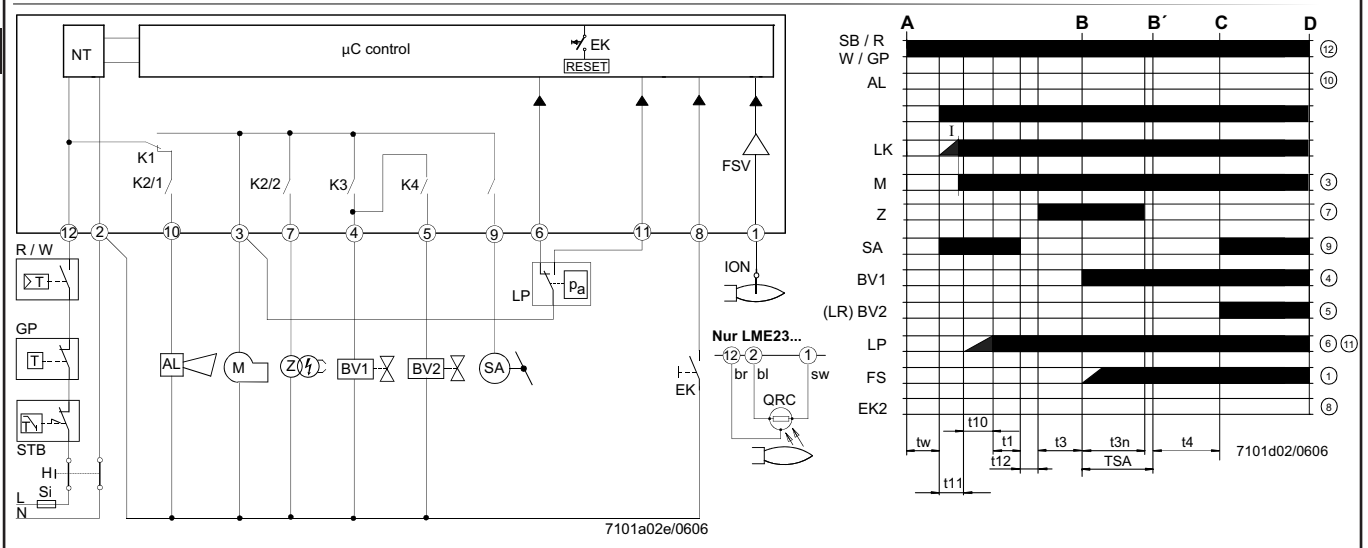 NT
µC control
EK
RESET
K1
K2/1
K2/2
K3
K4
FSV
12
2
10
3
7
4
5
9
6
11
8
1
R / W
T
GP
T
STB
T
H
Si
L
N
AL
M
Z
BV1
BV2
SA
LP
pa
ION
EK
Nur LME23...
12
2
1
br
bl
sw
QRC
7101a02e/0606
A
B
B´
C
D
SB / R
W / GP
12
AL
10
I
LK
M
3
Z
7
SA
9
BV1
4
(LR) BV2
5
LP
6 11
FS
1
EK2
8
t10
tw
t1
t3
t3n
t4
t12
TSA
t11
7101d02/0606